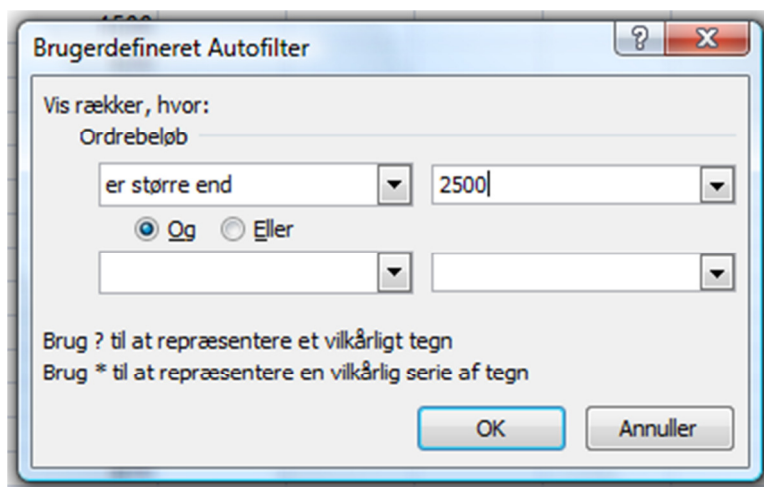 Brugerdefineret Autofilter
Vis rækker, hvor:
Ordrebeløb
er større end 2500
Og Eller
Brug ? til at repræsentere et vilkårligt tegn
Brug * til at repræsentere en vilkårlig serie af tegn
OK Annuller